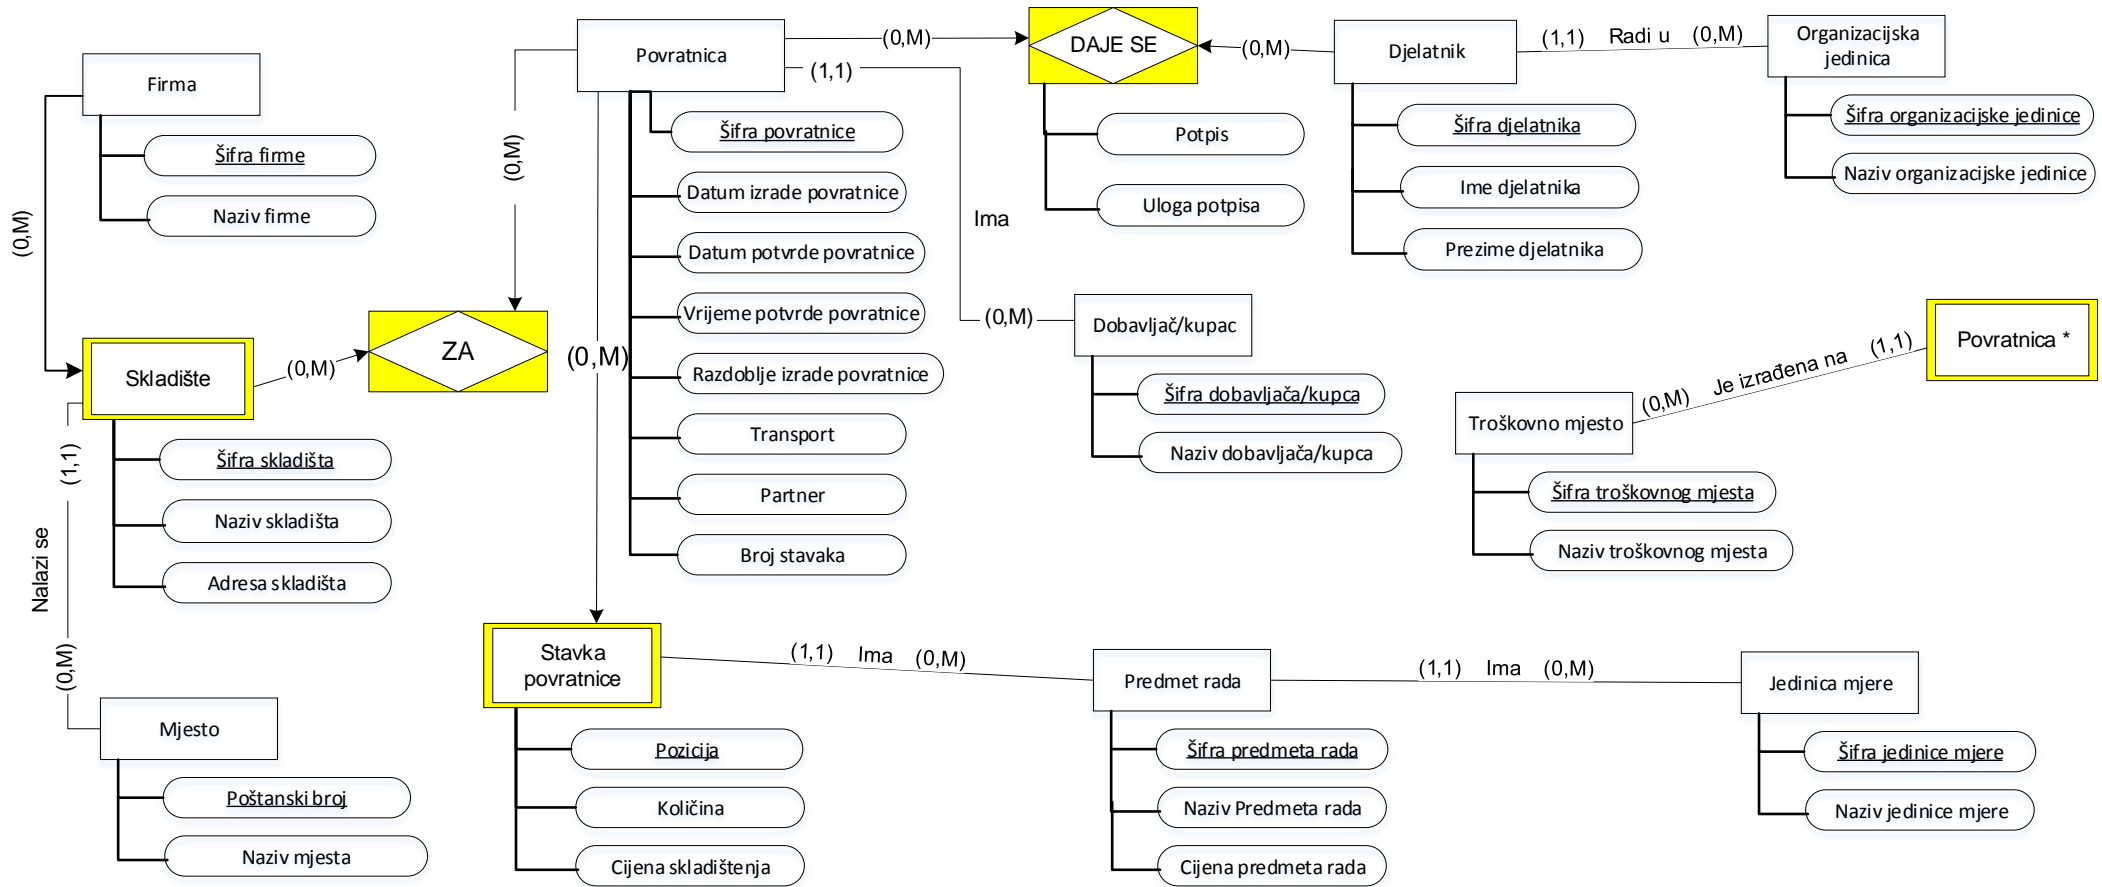 Firma
Šifra firme
Naziv firme
(0,M)
Skladište
Šifra skladišta
Naziv skladišta
Adresa skladišta
(1,1)
Nalazi se
(0,M)
Mjesto
Poštanski broj
Naziv mjesta
(0,M)
ZA
(0,M)
Povratnica
Šifra povratnice
Datum izrade povratnice
Datum potvrde povratnice
Vrijeme potvrde povratnice
Razdoblje izrade povratnice
Transport
Partner
Broj stavaka
(0,M)
Stavka
povratnice
Pozicija
Količina
Cijena skladištenja
(0,M)
(1,1)
Ima
(0,M)
DAJE SE
Potpis
Uloga potpisa
(0,M)
Djelatnik
Šifra djelatnika
Ime djelatnika
Prezime djelatnika
(1,1) Radi u (0,M)
Organizacijska
jedinica
Šifra organizacijske jedinice
Naziv organizacijske jedinice
Dobavljač/kupac
Šifra dobavljača/kupca
Naziv dobavljača/kupca
Troškovno mjesto
Šifra troškovnog mjesta
Naziv troškovnog mjesta
(0,M) Je izrađena na (1,1)
Povratnica *
(1,1) Ima (0,M)
Predmet rada
Šifra predmeta rada
Naziv Predmeta rada
Cijena predmeta rada
(1,1) Ima (0,M)
Jedinica mjere
Šifra jedinice mjere
Naziv jedinice mjere